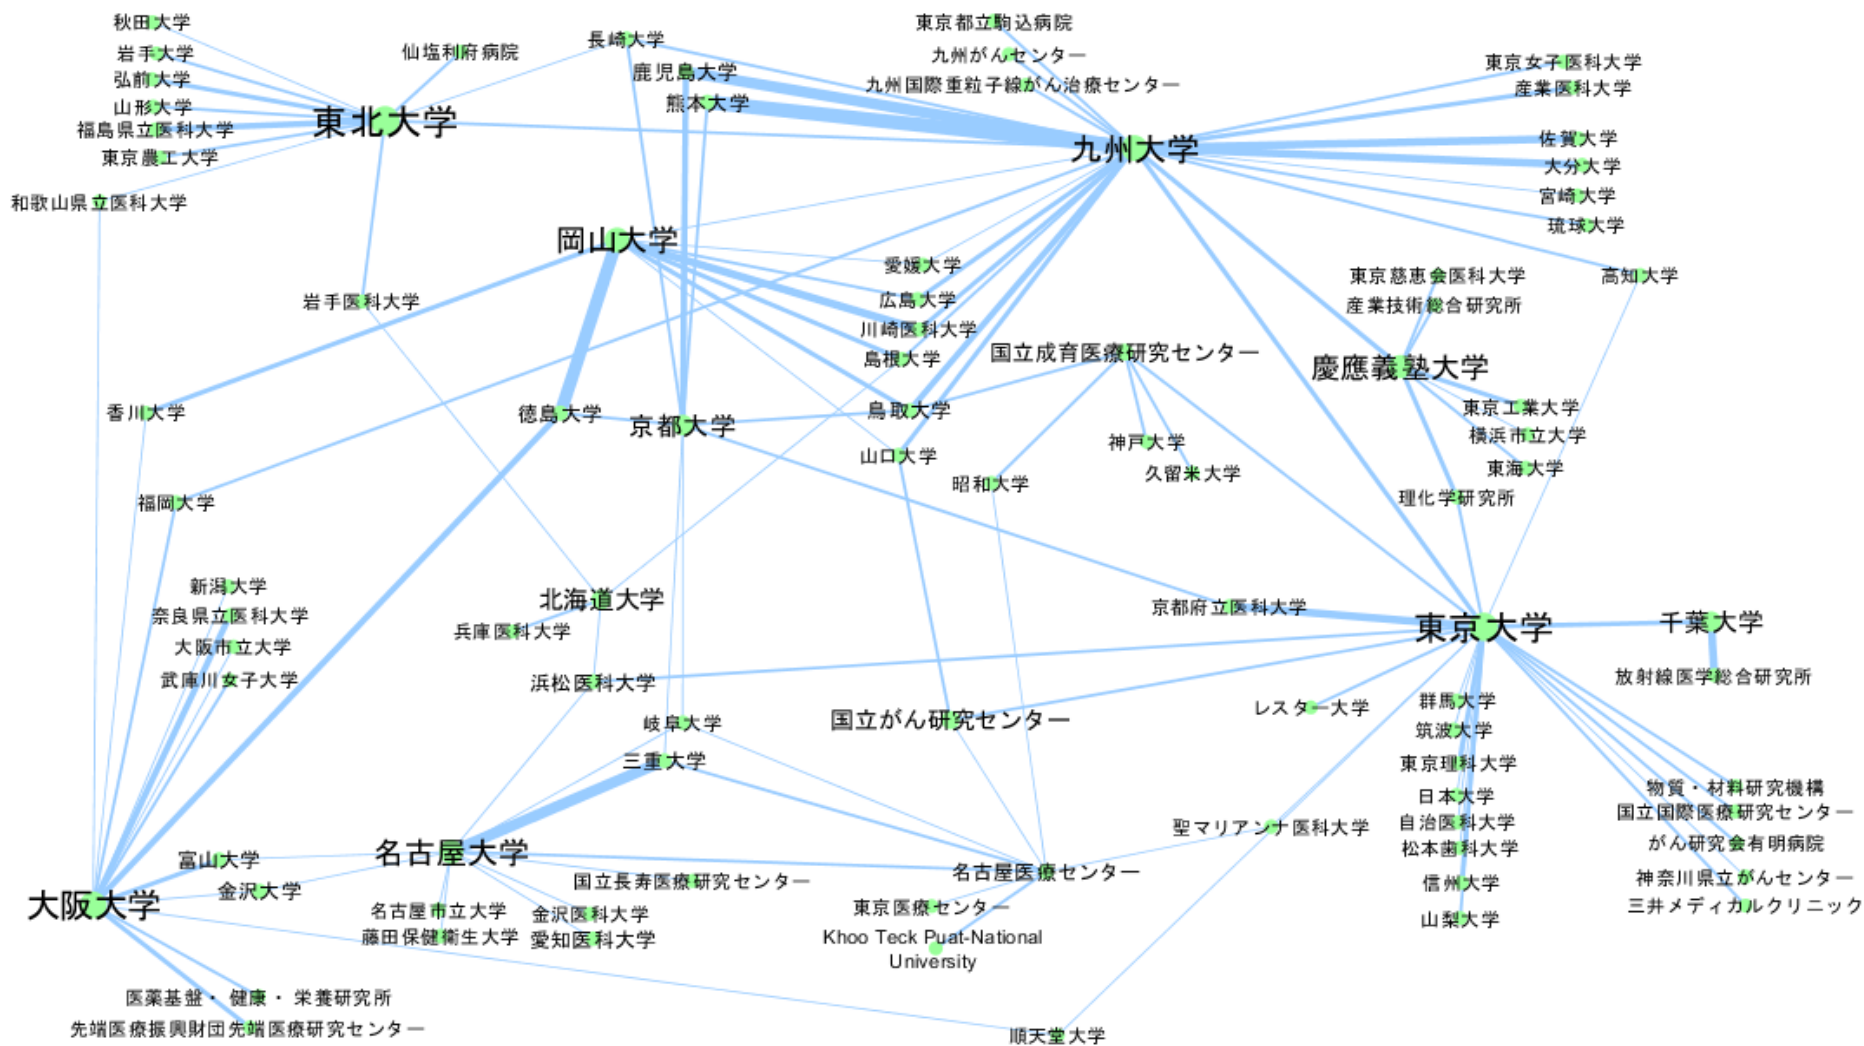 秋田大学
岩手大学
弘前大学
山形大学
福島県立医科大学
東京農工大学
和歌山県立医科大学
仙塩利府病院
東北大学
長崎大学
鹿児島大学
熊本大学
東京都立駒込病院
九州がんセンター
九州国際重粒子線がん治療センター
九州大学
東京女子医科大学
産業医科大学
佐賀大学
大分大学
宮崎大学
琉球大学
高知大学
岡山大学
岩手医科大学
愛媛大学
広島大学
川崎医科大学
島根大学
国立成育医療研究センター
東京慈恵会医科大学
産業技術総合研究所
慶應義塾大学
東京工業大学
横浜市立大学
東海大学
理化学研究所
香川大学
徳島大学
京都大学
鳥取大学
山口大学
昭和大学
神戸大学
久留米大学
福岡大学
新潟大学
奈良県立医科大学
大阪市立大学
武庫川女子大学
北海道大学
兵庫医科大学
浜松医科大学
京都府立医科大学
東京大学
千葉大学
放射線医学総合研究所
岐阜大学
三重大学
国立がん研究センター
レスター大学
群馬大学
筑波大学
東京理科大学
日本大学
自治医科大学
松本歯科大学
信州大学
山梨大学
物質・材料研究機構
国立国際医療研究センター
がん研究会有明病院
神奈川県立がんセンター
三井メディカルクリニック
聖マリアンナ医科大学
富山大学
金沢大学
大阪大学
名古屋大学
国立長寿医療研究センター
名古屋市立大学
藤田保健衛生大学
金沢医科大学
愛知医科大学
名古屋医療センター
東京医療センター
Khoo Teck Puat-National
University
医薬基盤・健康・栄養研究所
先端医療振興財団先端医療研究センター
順天堂大学